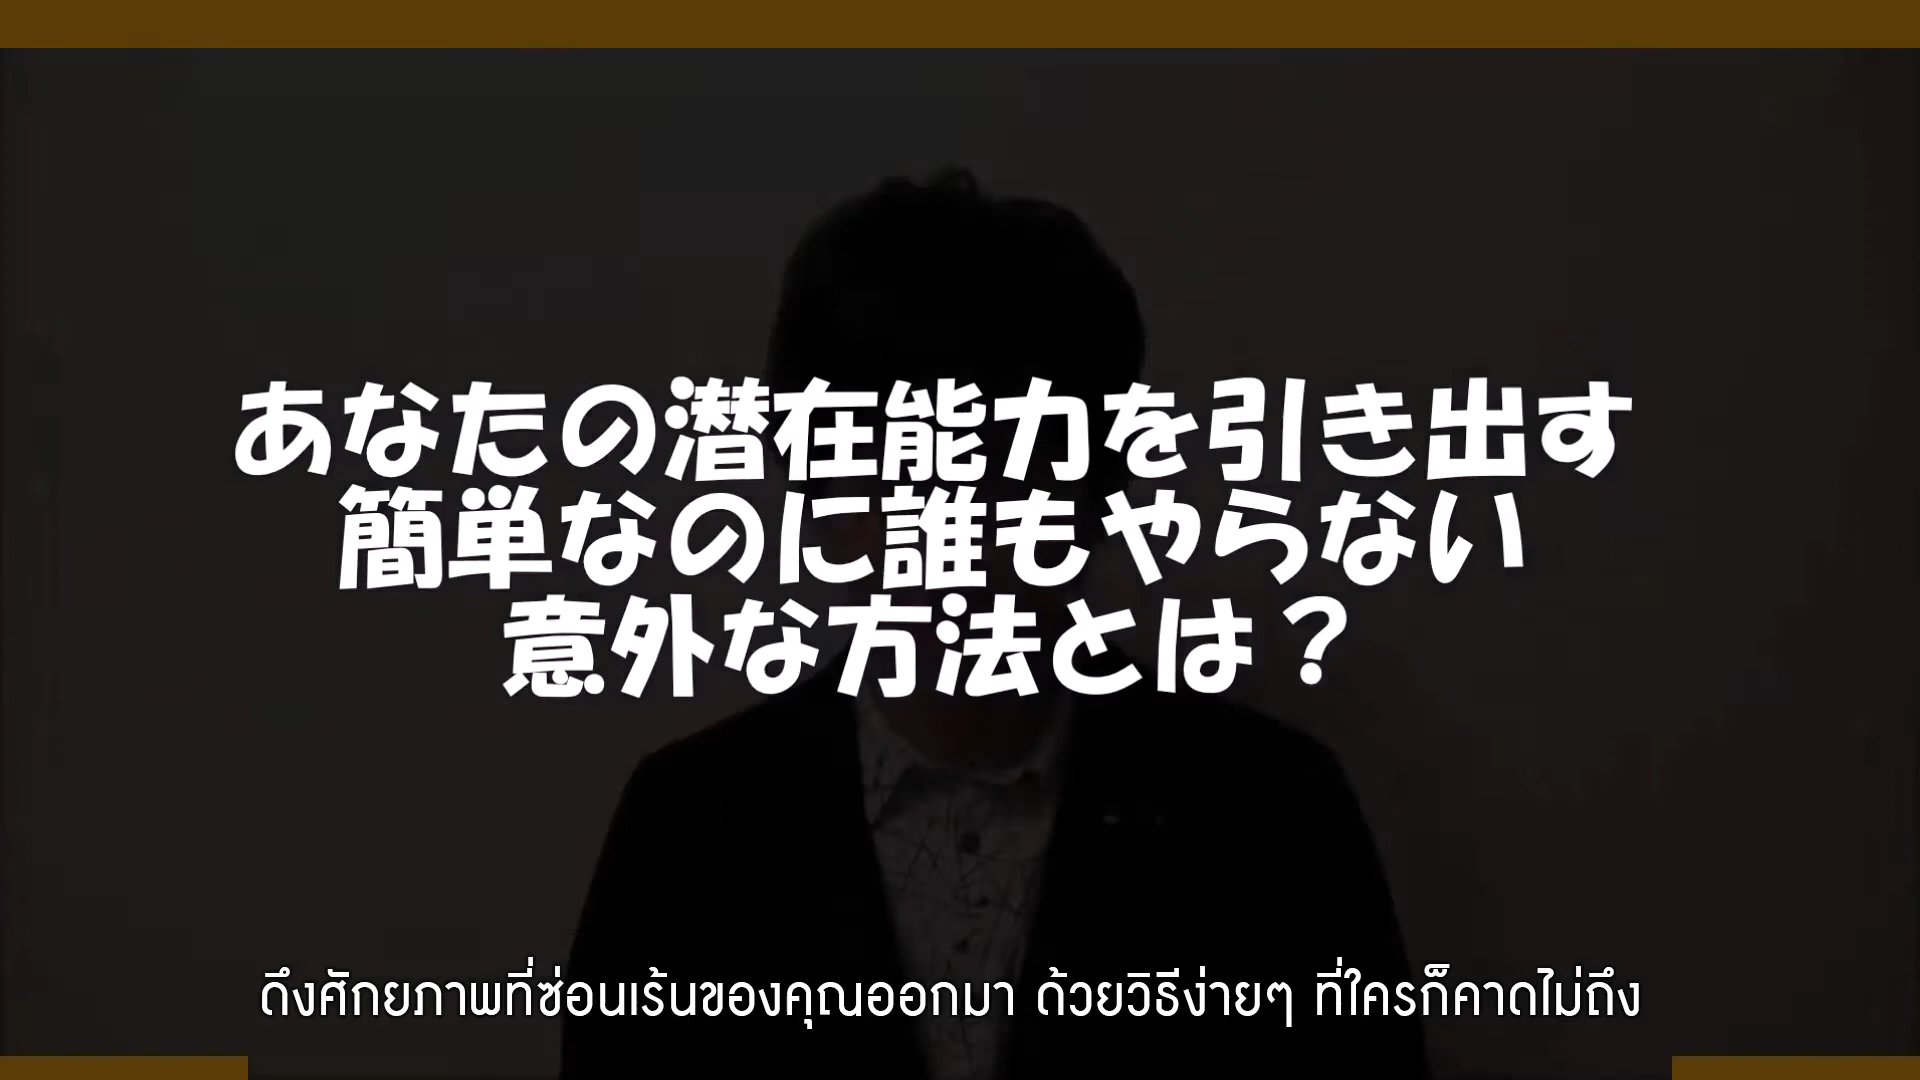 あなたの潜在能力を引き出す
簡単なのに誰もやらない
意外な方法とは？
ดึงศักยภาพที่ซ่อนเร้นของคุณออกมา ด้วยวิธีง่ายๆ ที่ใครก็คาดไม่ถึง